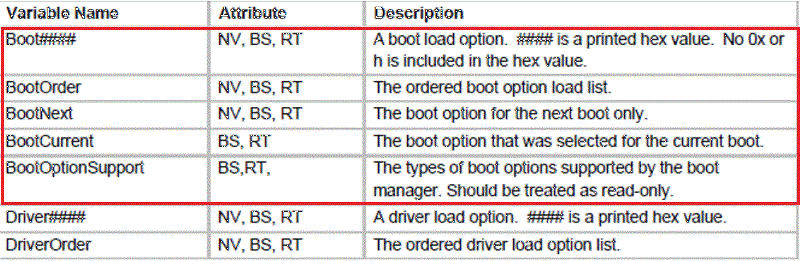 Variable Name Attribute Description
Boot#### NV, BS, RT A boot load option. #### is a printed hex value. No 0x or
h is included in the hex value.
BootOrder NV, BS, RT The ordered boot option load list.
BootNext NV, BS, RT The boot option for the next boot only.
BootCurrent BS, RT The boot option that was selected for the current boot.
BootOptionSupport BS,RT, The types of boot options supported by the boot
manager. Should be treated as read-only.
Driver#### NV, BS, RT A driver load option. #### is a printed hex value.
DriverOrder NV, BS, RT The ordered driver load option list.